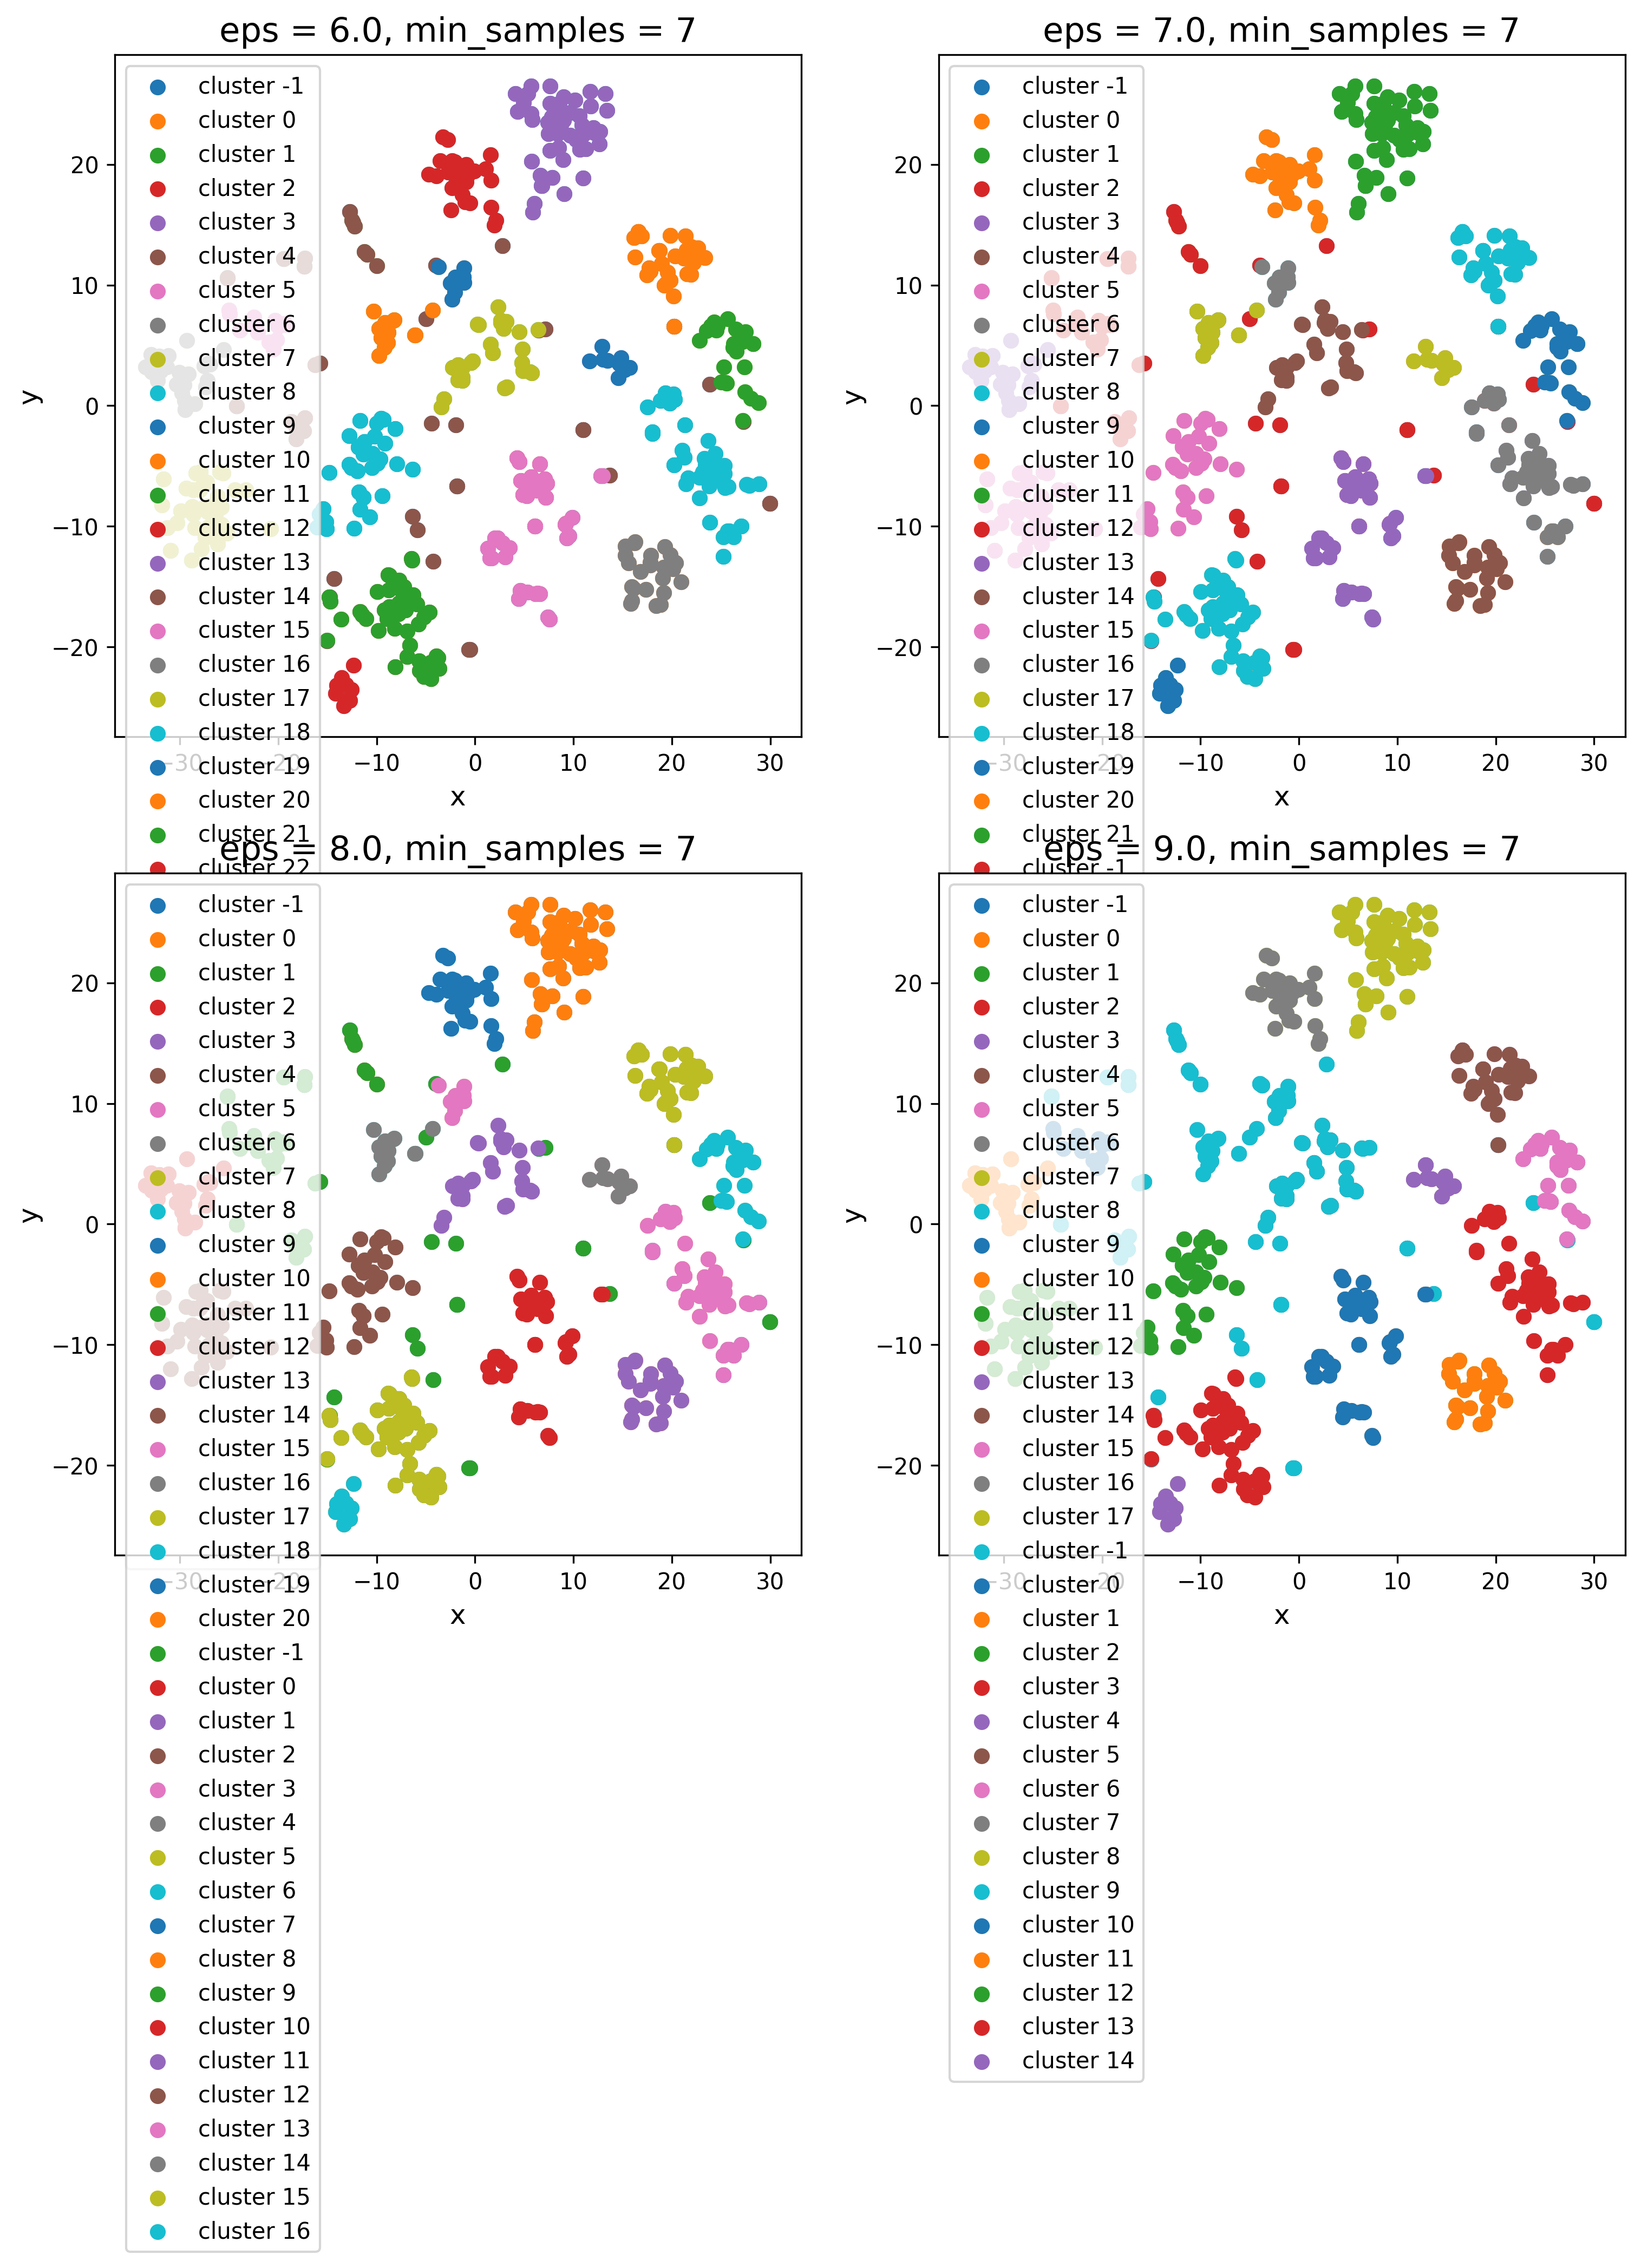 eps = 6.0, min_samples = 7
cluster -1
cluster 0
cluster 1
cluster 2
cluster 3
cluster 4
cluster 5
cluster 6
cluster 7
cluster 8
cluster 9
cluster 10
cluster 11
cluster 12
cluster 13
cluster 14
cluster 15
cluster 16
cluster 17
cluster 18
cluster 19
cluster 20
cluster 21
cluster 22
20
10
0
−10
−20
y
−30
−20
−10
0
10
20
30
x
eps = 7.0, min_samples = 7
cluster -1
cluster 0
cluster 1
cluster 2
cluster 3
cluster 4
cluster 5
cluster 6
cluster 7
cluster 8
cluster 9
cluster 10
cluster 11
cluster 12
cluster 13
cluster 14
cluster 15
cluster 16
cluster 17
cluster 18
cluster 19
cluster 20
cluster 21
cluster -1
20
10
0
−10
−20
y
−30
−20
−10
0
10
20
30
x
eps = 8.0, min_samples = 7
cluster -1
cluster 0
cluster 1
cluster 2
cluster 3
cluster 4
cluster 5
cluster 6
cluster 7
cluster 8
cluster 9
cluster 10
cluster 11
cluster 12
cluster 13
cluster 14
cluster 15
cluster 16
cluster 17
cluster 18
cluster 19
cluster 20
cluster -1
cluster 0
cluster 1
cluster 2
cluster 3
cluster 4
cluster 5
cluster 6
cluster 7
cluster 8
cluster 9
cluster 10
cluster 11
cluster 12
cluster 13
cluster 14
cluster 15
cluster 16
20
10
0
−10
−20
y
−30
−20
−10
0
10
20
30
x
eps = 9.0, min_samples = 7
cluster -1
cluster 0
cluster 1
cluster 2
cluster 3
cluster 4
cluster 5
cluster 6
cluster 7
cluster 8
cluster 9
cluster 10
cluster 11
cluster 12
cluster 13
cluster 14
cluster 15
cluster 16
cluster 17
cluster -1
cluster 0
cluster 1
cluster 2
cluster 3
cluster 4
cluster 5
cluster 6
cluster 7
cluster 8
cluster 9
cluster 10
cluster 11
cluster 12
cluster 13
cluster 14
20
10
0
−10
−20
y
−30
−20
−10
0
10
20
30
x